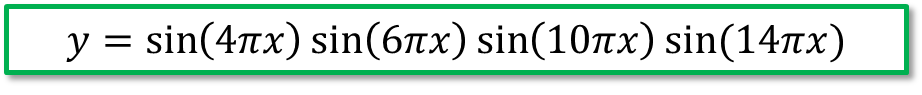 𝑦 = sin(4𝜋𝑥) sin(6𝜋𝑥) sin(10𝜋𝑥) sin(14𝜋𝑥)